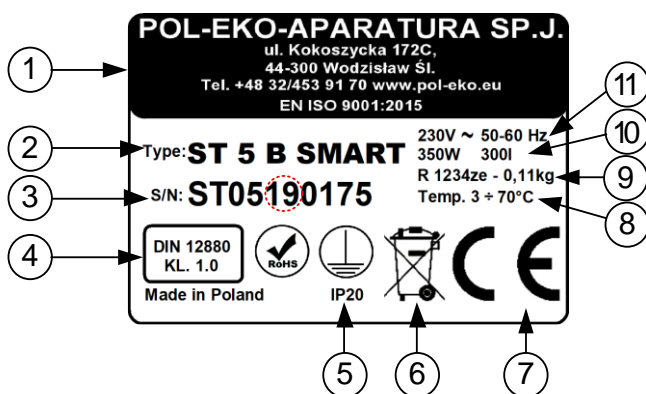 POL-EKO-APARATURA SP.J.
ul. Kokoszycka 172C,
44-300 Wodzisław Śl.
Tel. +48 32/453 91 70 www.pol-eko.eu
EN ISO 9001:2015
1
2
3
4
Type: ST 5 B SMART
S/N: ST05190175
230V ~ 50-60 Hz
350W 300l
R 1234ze - 0,11kg
Temp. 3 ÷ 70°C
11
10
9
8
DIN 12880
KL. 1.0
RoHS
CE
Made in Poland
IP20
5
6
7